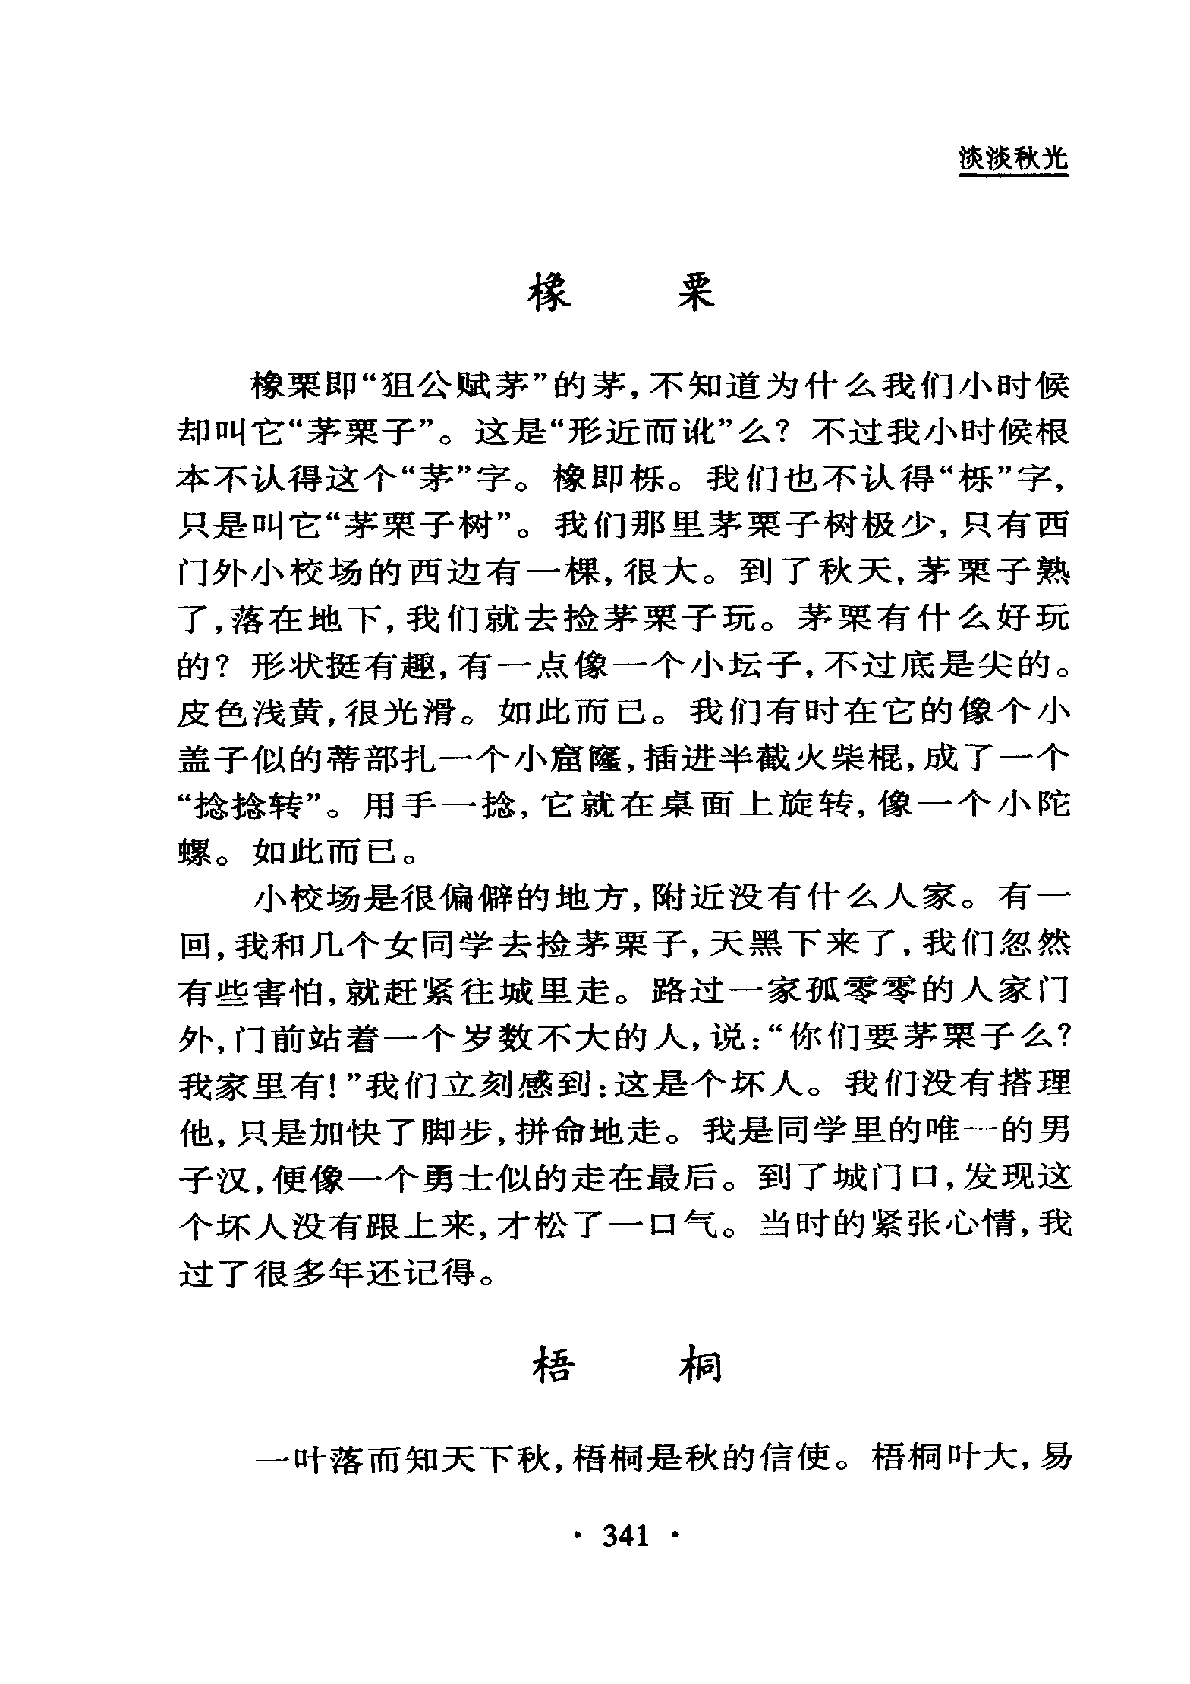 淡淡秋光
橡 栗
橡栗即“狙公赋茅”的茅,不知道为什么我们小时候
却叫它“茅栗子”。这是“形近而讹”么?不过我小时候根
本不认得这个“茅”字。橡即栎。我们也不认得“栎”字,
只是叫它“茅栗子树”。我们那里茅栗子树极少,只有西
门外小校场的西边有一棵,很大。到了秋天,茅栗子熟
了,落在地下,我们就去捡茅栗子玩。茅栗有什么好玩
的?形状挺有趣,有一点像一个小坛子,不过底是尖的。
皮色浅黄,很光滑。如此而已。我们有时在它的像个小
盖子似的蒂部扎一个小窟窿,插进半截火柴棍,成了一个
“捻捻转”。用手一捻,它就在桌面上旋转,像一个小陀
螺。如此而已。
小校场是很偏僻的地方,附近没有什么人家。有一
回,我和几个女同学去捡茅栗子,天黑下来了,我们忽然
有些害怕,就赶紧往城里走。路过一家孤零零的人家门
外,门前站着一个岁数不大的人,说:“你们要茅栗子么?
我家里有!”我们立刻感到:这是个坏人。我们没有搭理
他,只是加快了脚步,拼命地走。我是同学里的唯一的男
子汉,便像一个勇士似的走在最后。到了城门口,发现这
个坏人没有跟上来,才松了一口气。当时的紧张心情,我
过了很多年还记得。
梧 桐
一叶落而知天下秋,梧桐是秋的信使。梧桐叶大,易
· 341 ·